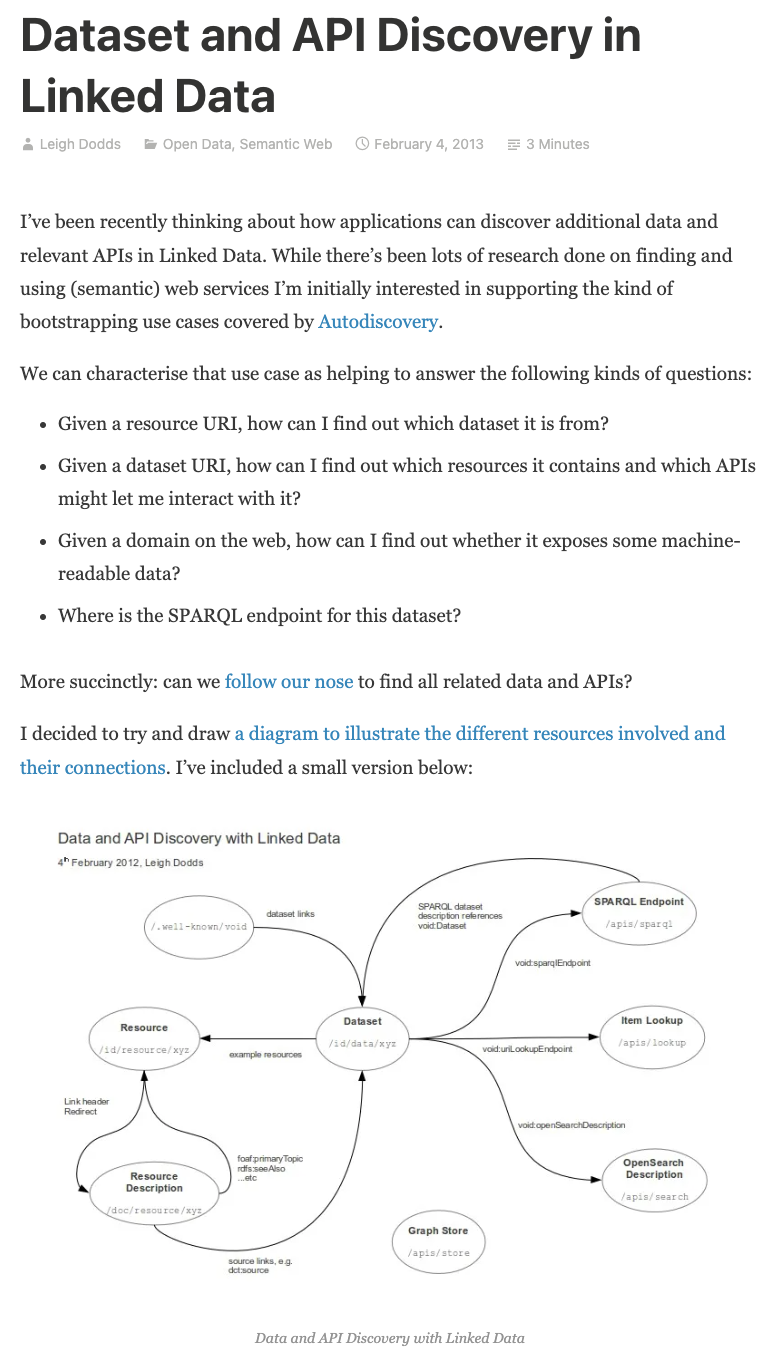 Dataset and API Discovery in
Linked Data
Leigh Dodds Open Data, Semantic Web February 4, 2013 3 Minutes
I’ve been recently thinking about how applications can discover additional data and
relevant APIs in Linked Data. While there’s been lots of research done on finding and
using (semantic) web services I’m initially interested in supporting the kind of
bootstrapping use cases covered by Autodiscovery.
We can characterise that use case as helping to answer the following kinds of questions:
• Given a resource URI, how can I find out which dataset it is from?
• Given a dataset URI, how can I find out which resources it contains and which APIs
might let me interact with it?
• Given a domain on the web, how can I find out whether it exposes some machine-
readable data?
• Where is the SPARQL endpoint for this dataset?
More succinctly: can we follow our nose to find all related data and APIs?
I decided to try and draw a diagram to illustrate the different resources involved and
their connections. I’ve included a small version below:
Data and API Discovery with Linked Data
4th February 2012, Leigh Dodds
/.well-known/void
dataset links
SPARQL dataset
description references
void:Dataset
SPARQL Endpoint
/apis/sparql
void:sparqlEndpoint
Resource
/id/resource/xyz
example resources
Dataset
/id/data/xyz
void:uriLookupEndpoint
Item Lookup
/apis/lookup
Link header
Redirect
void:openSearchDescription
foaf:primaryTopic
rdfs:seeAlso
...etc
Resource
Description
/doc/resource/xyz
OpenSearch
Description
/apis/search
Graph Store
/apis/store
source links, e.g.
dct:source
Data and API Discovery with Linked Data